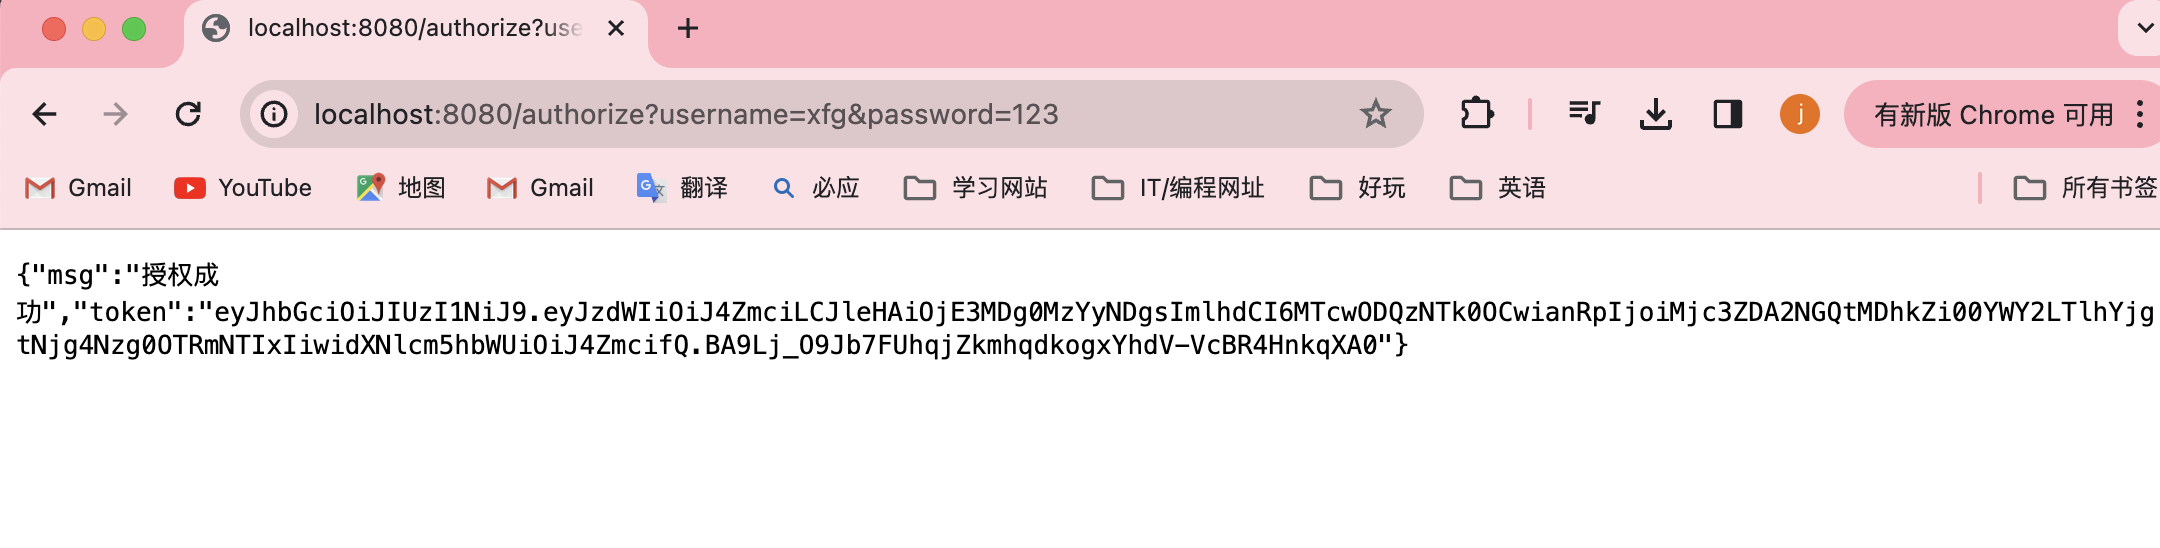 localhost:8080/authorize?use
localhost:8080/authorize?username=xfg&password=123
j
有新版 Chrome 可用
Gmail YouTube 地图 Gmail 翻译 必应 学习网站 IT/编程网址 好玩 英语 所有书签
{"msg":"授权成
功","token":"eyJhbGciOiJIUzI1NiJ9.eyJzdWIiOiJ4ZmciLCJleHAiOjE3MDg0MzYyNDgsImlhdCI6MTcwODQzNTk0OCwianRpIjoiMjc3ZDA2NGQtMDhkZi00YWY2LTlhYjg
tNjg4Nzg0OTRmNTIxIiwidXNlcm5hbWUiOiJ4ZmcifQ.BA9Lj_O9Jb7FUhqjZkmhqdkogxYhdV-VcBR4HnkqXA0"}